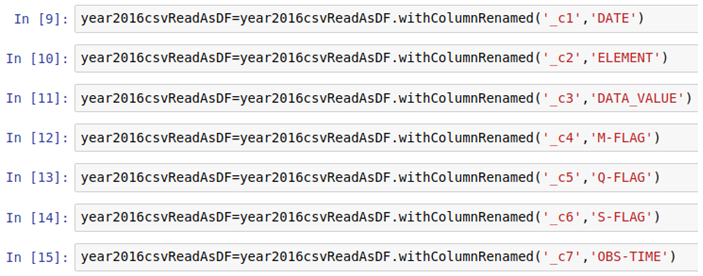 In [9]: year2016csvReadAsDF=year2016csvReadAsDF.withColumnRenamed('_c1','DATE')
In [10]: year2016csvReadAsDF=year2016csvReadAsDF.withColumnRenamed('_c2','ELEMENT')
In [11]: year2016csvReadAsDF=year2016csvReadAsDF.withColumnRenamed('_c3','DATA_VALUE')
In [12]: year2016csvReadAsDF=year2016csvReadAsDF.withColumnRenamed('_c4','M-FLAG')
In [13]: year2016csvReadAsDF=year2016csvReadAsDF.withColumnRenamed('_c5','Q-FLAG')
In [14]: year2016csvReadAsDF=year2016csvReadAsDF.withColumnRenamed('_c6','S-FLAG')
In [15]: year2016csvReadAsDF=year2016csvReadAsDF.withColumnRenamed('_c7','OBS-TIME')